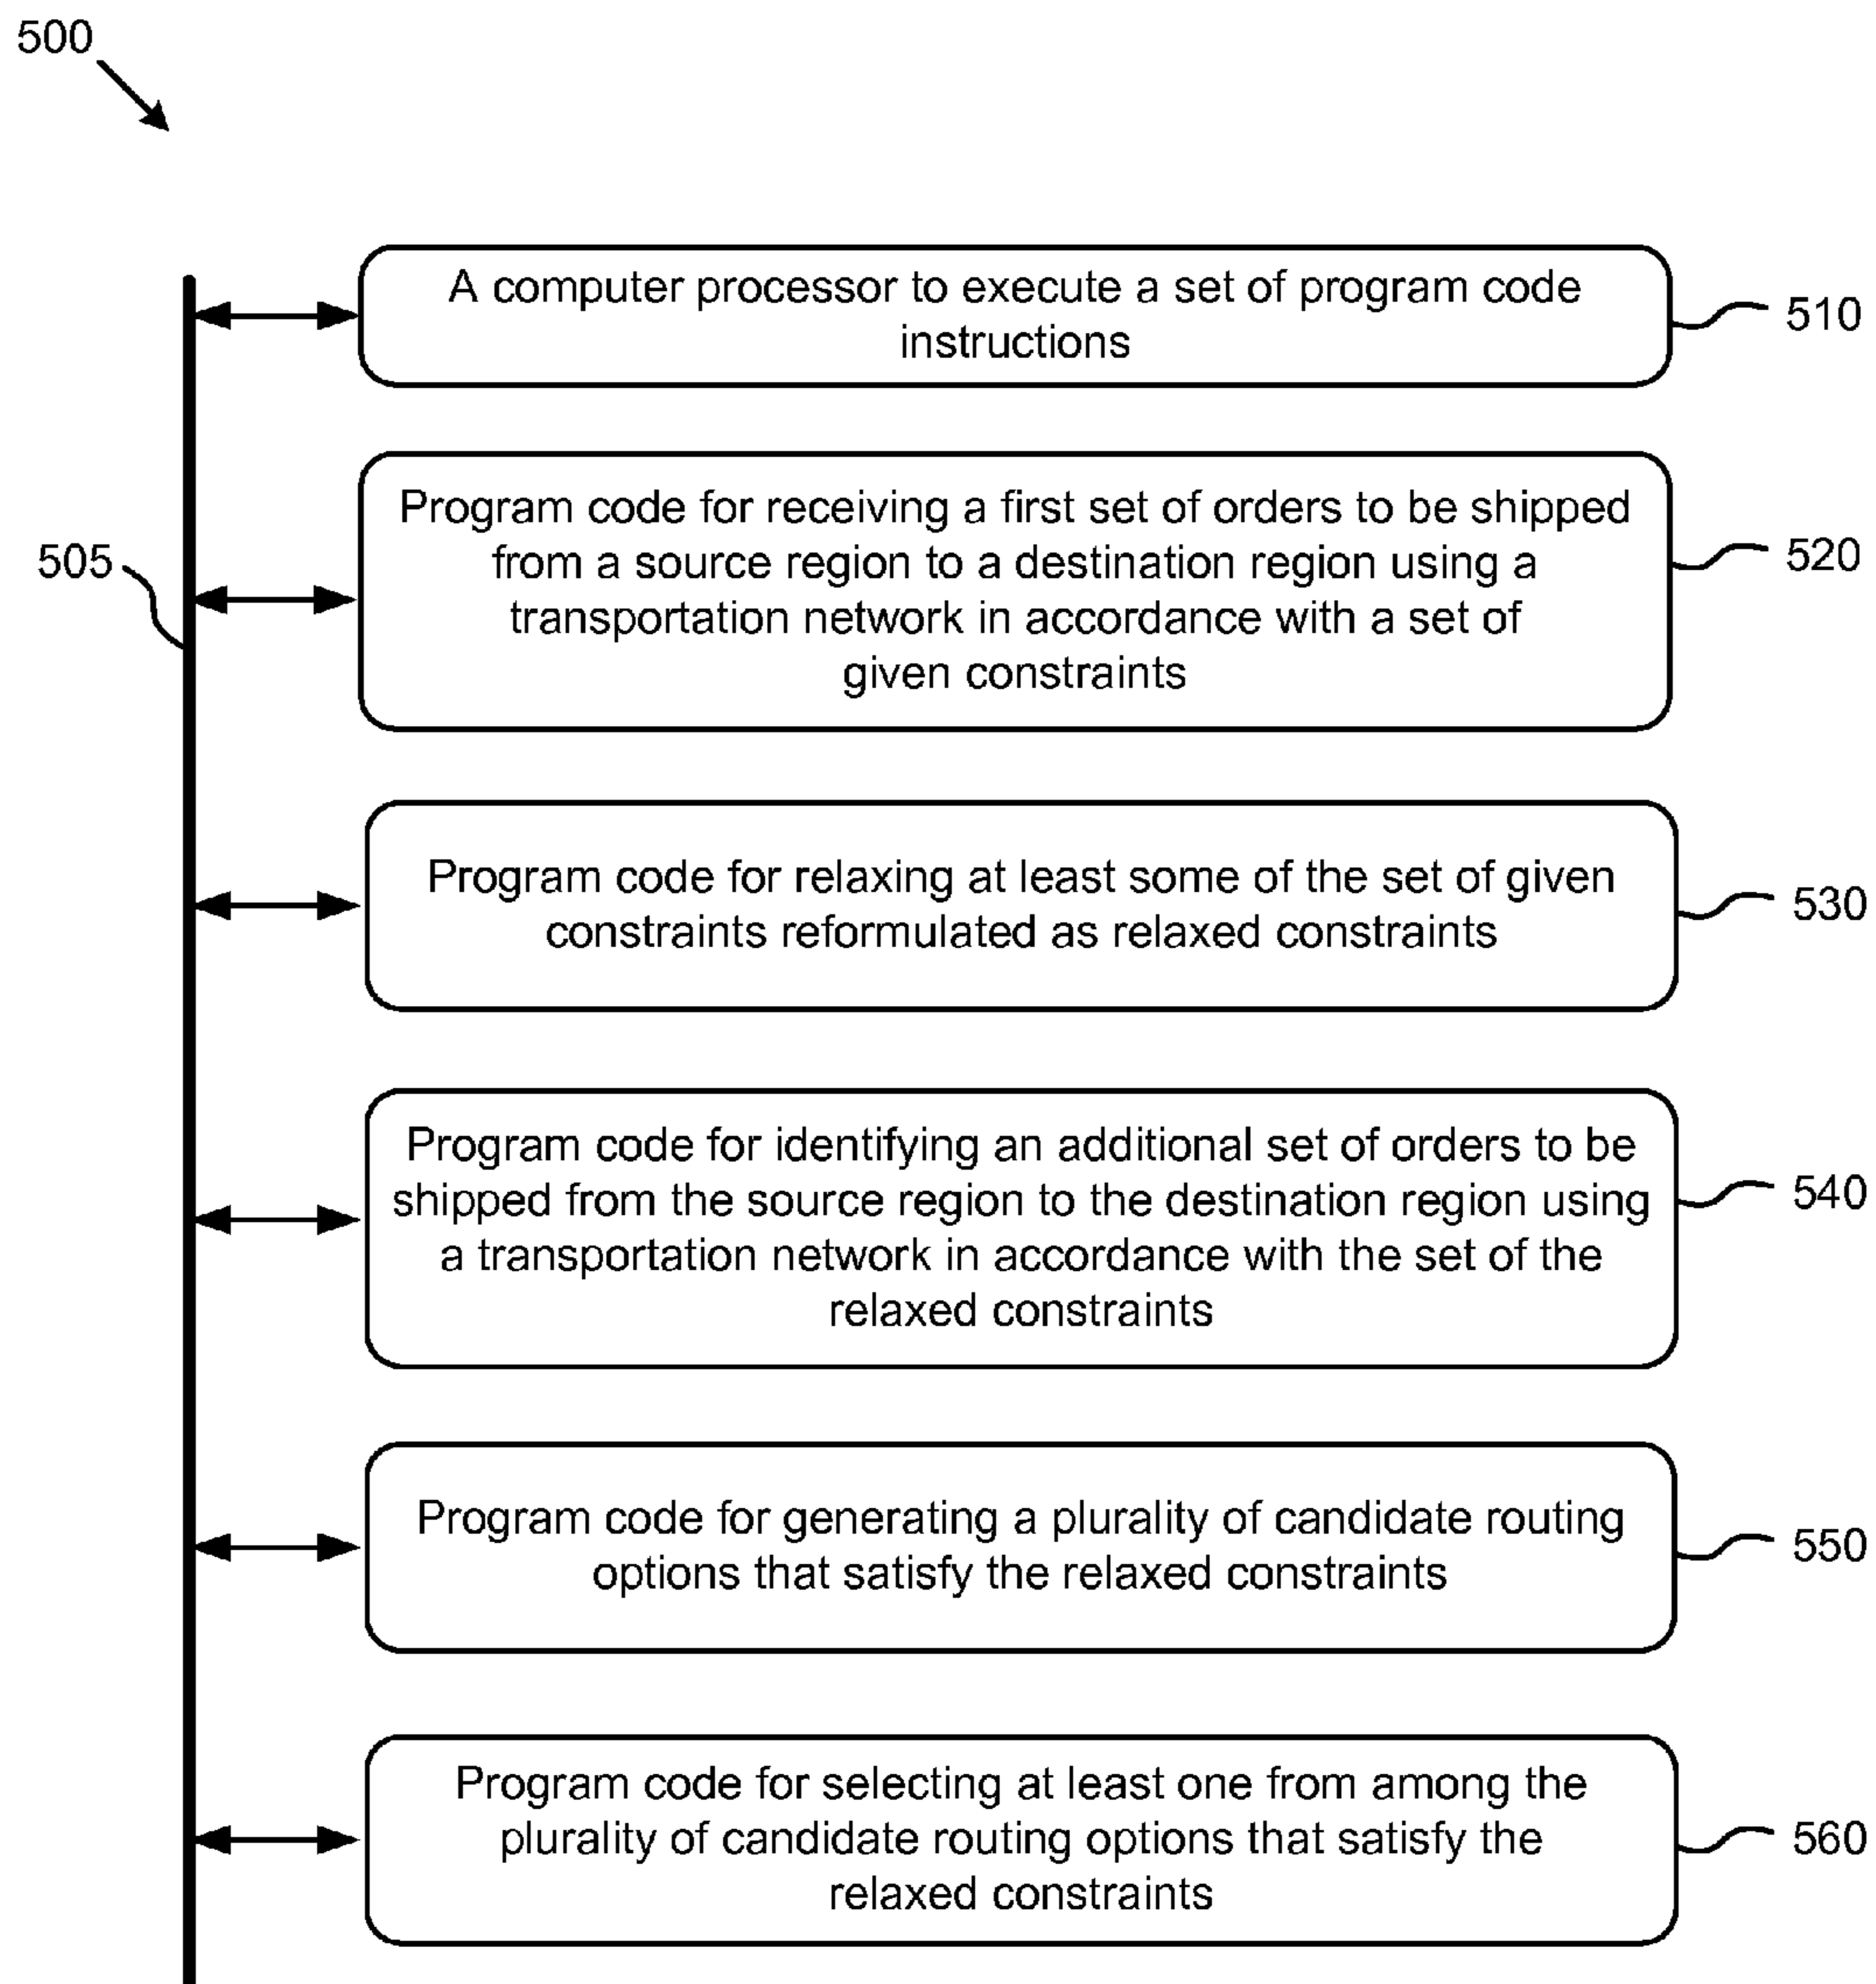 500
A computer processor to execute a set of program code
instructions
510
Program code for receiving a first set of orders to be shipped
from a source region to a destination region using a
transportation network in accordance with a set of
given constraints
520
505
Program code for relaxing at least some of the set of given
constraints reformulated as relaxed constraints
530
Program code for identifying an additional set of orders to be
shipped from the source region to the destination region using
a transportation network in accordance with the set of the
relaxed constraints
540
Program code for generating a plurality of candidate routing
options that satisfy the relaxed constraints
550
Program code for selecting at least one from among the
plurality of candidate routing options that satisfy the
relaxed constraints
560